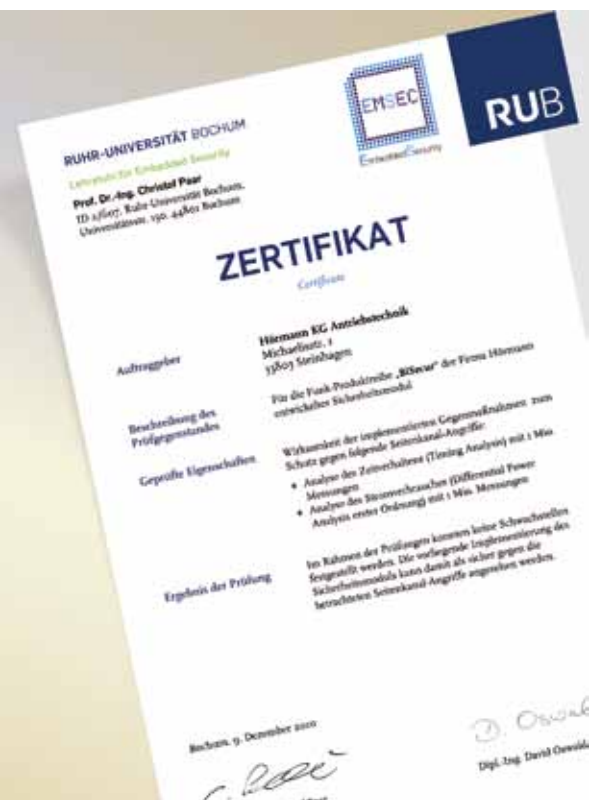 EMSEC
Embedded Security
RUB
RUHR-UNIVERSITÄT BOCHUM
Lehrstuhl für Embedded Security
Prof. Dr.-Ing. Christof Paar
ID 2/607, Ruhr-Universität Bochum,
Universitätsstr. 150, 44801 Bochum
ZERTIFIKAT
Certificate
Auftraggeber
Hörmann KG Antriebstechnik
Michaelisstr. 1
33803 Steinhagen
Beschreibung des
Prüfgegenstandes
Für die Funk-Produktreihe „BiSecur“ der Firma Hörmann
entwickeltes Sicherheitsmodul
Geprüfte Eigenschaften
Wirksamkeit der implementierten Gegenmaßnahmen zum
Schutz gegen folgende Seitenkanal-Angriffe:
• Analyse des Zeitverhaltens (Timing Analysis) mit 1 Mio.
Messungen
• Analyse des Stromverbrauches (Differential Power
Analysis erster Ordnung) mit 1 Mio. Messungen
Ergebnis der Prüfung
Im Rahmen der Prüfungen konnten keine Schwachstellen
festgestellt werden. Die vorliegende Implementierung des
Sicherheitsmoduls kann damit als sicher gegen die
betrachteten Seitenkanal-Angriffe angesehen werden.
Bochum, 9. Dezember 2010
D. Oswald
Dipl.-Ing. David Oswald